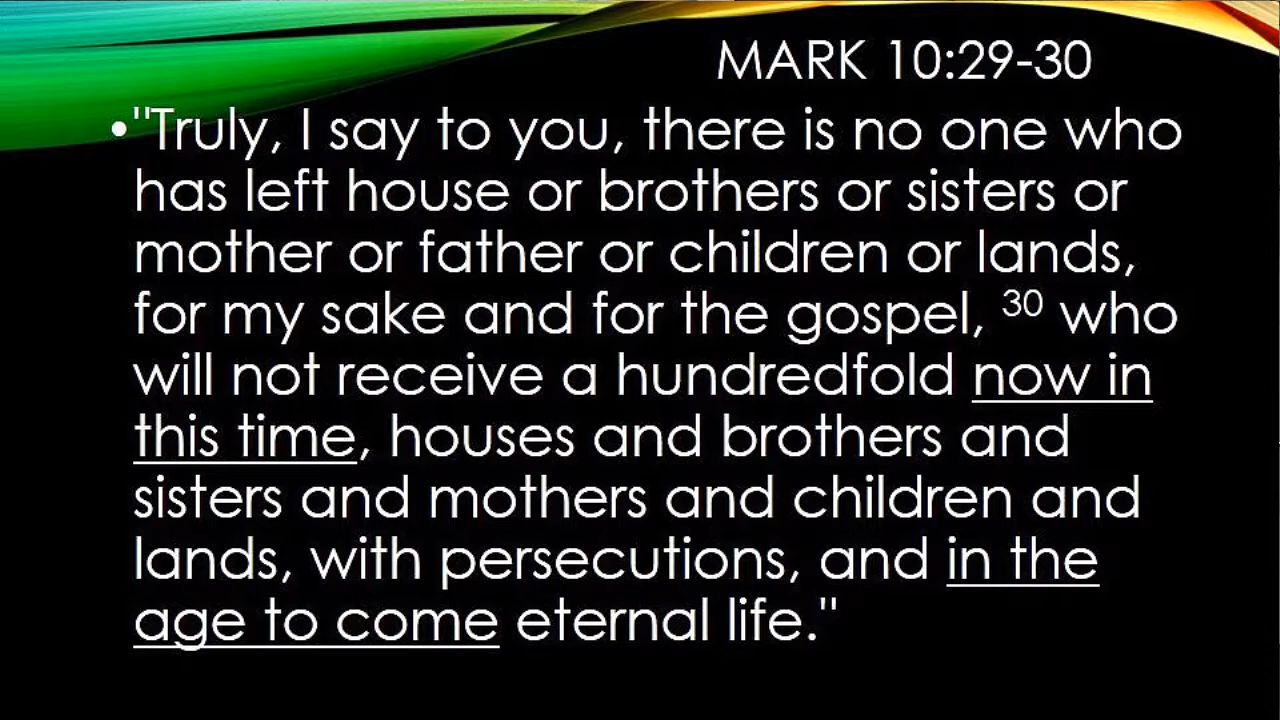 MARK 10:29-30
•"Truly, I say to you, there is no one who
has left house or brothers or sisters or
mother or father or children or lands,
for my sake and for the gospel, 30 who
will not receive a hundredfold now in
this time, houses and brothers and
sisters and mothers and children and
lands, with persecutions, and in the
age to come eternal life."